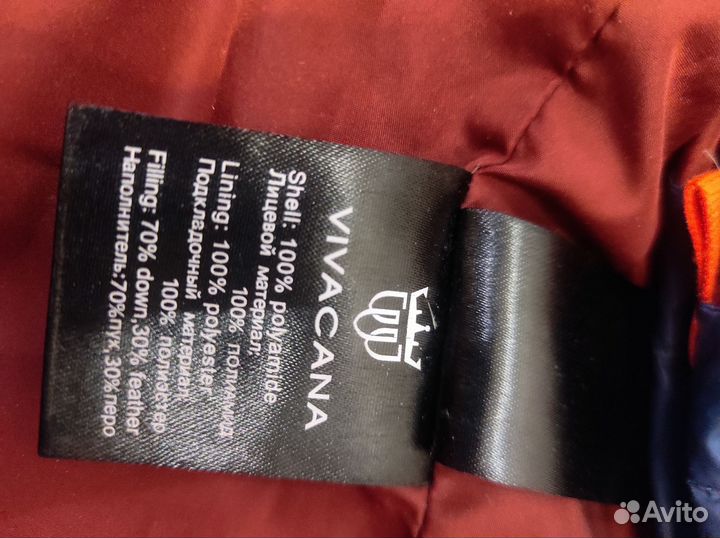 VIVACANA
Shell: 100% polyamide
Лицевой материал:
100% полиамид
Lining: 100% polyester
Подкладочный материал:
100% полиэстер
Filling: 70% down,30% feather
Наполнитель:70%пух,30%перо
Avito